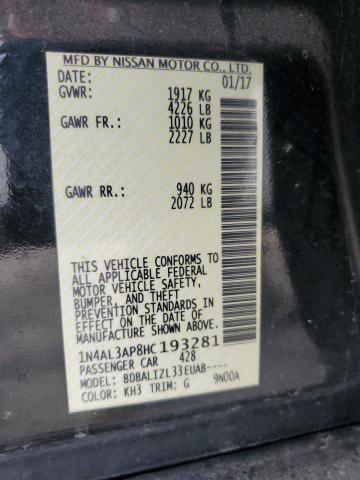 MFD BY NISSAN MOTOR CO., LTD.
DATE: 01/17
GVWR: 1917 KG
4226 LB
GAWR FR.: 1010 KG
2227 LB
GAWR RR.: 940 KG
2072 LB
THIS VEHICLE CONFORMS TO
ALL APPLICABLE FEDERAL
MOTOR VEHICLE SAFETY,
BUMPER, AND THEFT
PREVENTION STANDARDS
IN EFFECT ON THE DATE OF
MANUFACTURE SHOWN ABOVE.
1N4AL3AP8HC193281
PASSENGER CAR 428
MODEL: BDBALIZL33EUAB----
COLOR: KH3 TRIM: G 9N00A